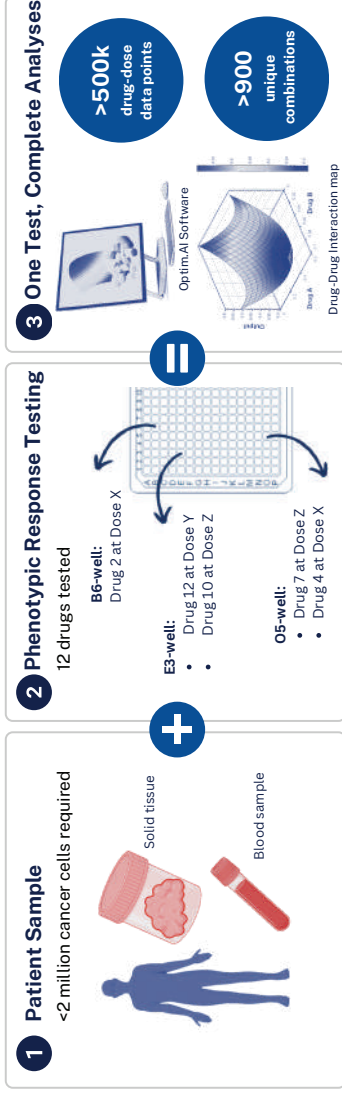 1 Patient Sample
<2 million cancer cells required
Solid tissue
Blood sample
+
2 Phenotypic Response Testing
12 drugs tested
B6-well:
Drug 2 at Dose X
E3-well:
• Drug 12 at Dose Y
• Drug 10 at Dose Z
O5-well:
• Drug 7 at Dose Z
• Drug 4 at Dose X
=
3 One Test, Complete Analyses
Optim.AI Software
>500k
drug-dose
data points
>900
unique
combinations
Output
Drug A
Drug B
Drug-Drug Interaction map